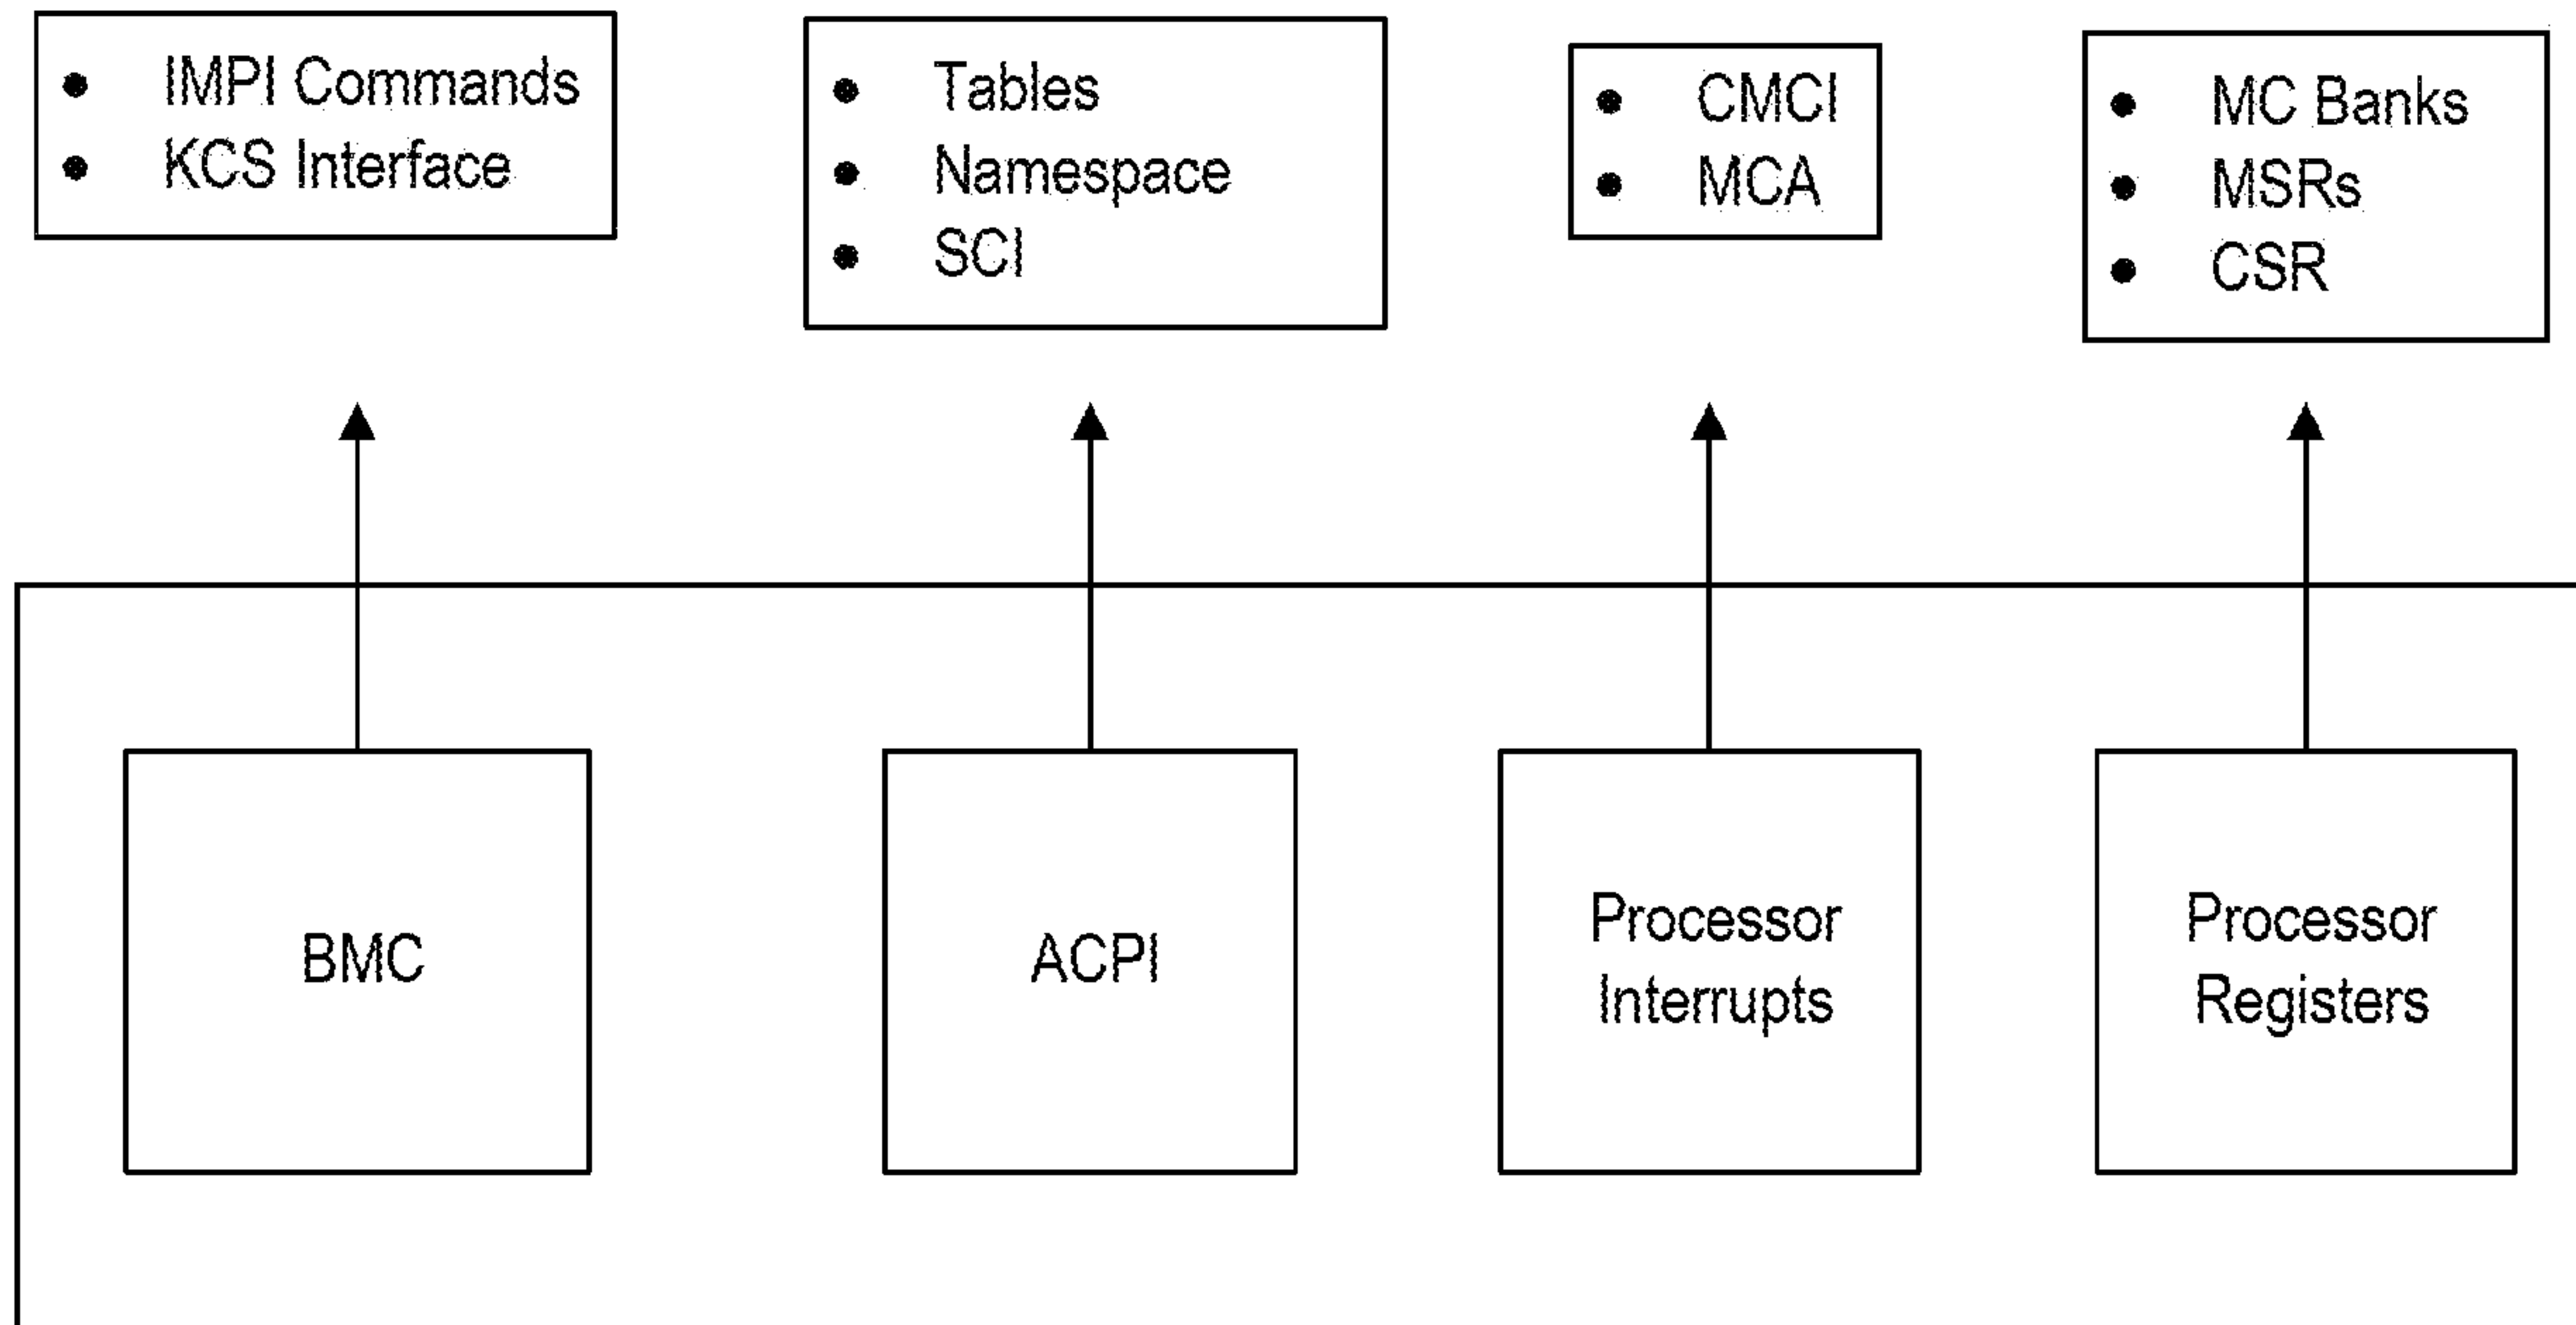 • IMPI Commands
• KCS Interface
• Tables
• Namespace
• SCI
• CMCI
• MCA
• MC Banks
• MSRs
• CSR
BMC
ACPI
Processor
Interrupts
Processor
Registers